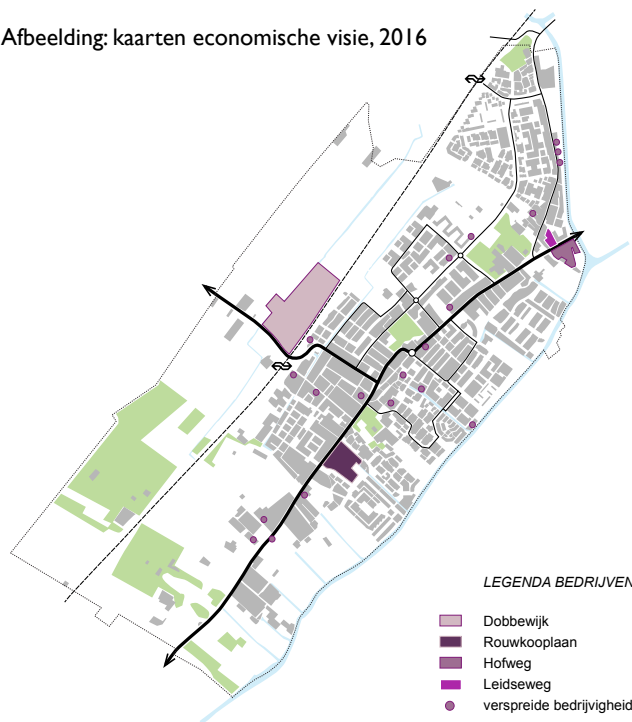 Afbeelding: kaarten economische visie, 2016
LEGENDA BEDRIJVEN
Dobbewijk
Rouwkooplaan
Hofweg
Leidseweg
verspreide bedrijvigheid